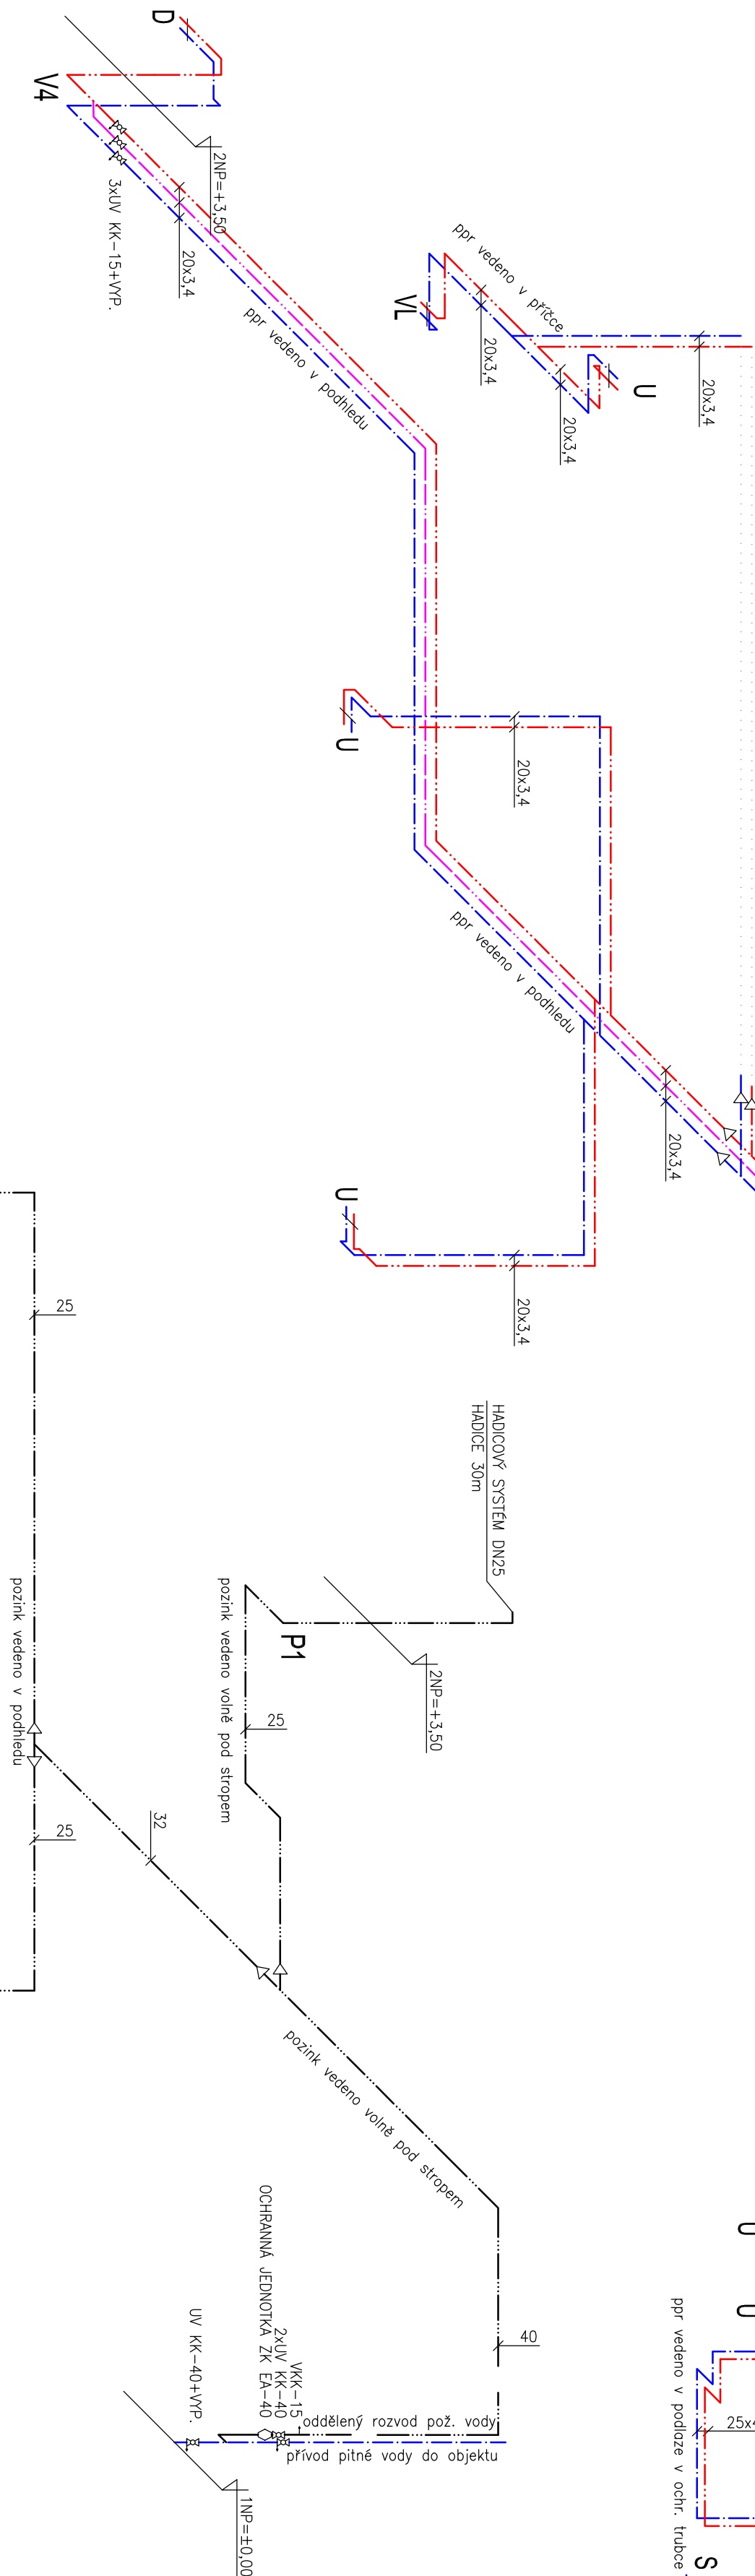 D
V4
2NP=+3,50
3xUV KK-15+VYP.
20x3,4
ppr vedeno v podhledu
ppr vedeno v příčce
VL
20x3,4
20x3,4
U
20x3,4
U
20x3,4
ppr vedeno v podhledu
20x3,4
U
20x3,4
25
HADICOVÝ SYSTÉM DN25
HADICE 30m
P1
2NP=+3,50
pozink vedeno volně pod stropem
25
pozink vedeno v podhledu
25
32
pozink vedeno volně pod stropem
40
VKK-15
2xUV KK-40
OCHRANNÁ JEDNOTKA ZK EA-40
UV KK-40+VYP.
oddělený rozvod pož. vody
přívod pitné vody do objektu
1NP=±0,00
U
U
ppr vedeno v podlaze v ochr. trubce
S